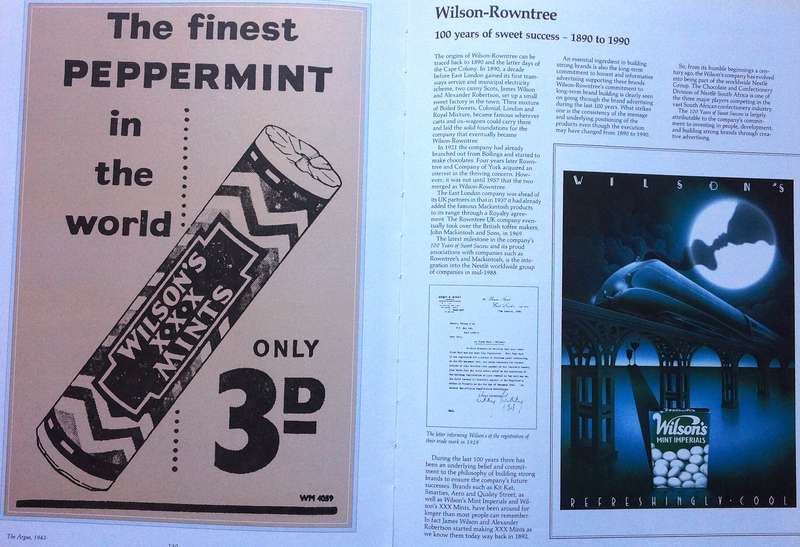 The finest
PEPPERMINT
in
the
world
WILSON'S
X·X·X
MINTS
ONLY
3D
WM 4059
The Argus, 1942
Wilson-Rowntree
100 years of sweet success – 1890 to 1990
The origins of Wilson-Rowntree can be
traced back to 1890 and the latter days of
the Cape Colony. In 1890, a decade
before East London gained its first tram-
ways service and municipal electricity
scheme, two canny Scots, James Wilson
and Alexander Robertson, set up a small
sweet factory in the town. Their mixture
of Boiled Sweets, Colonial, London and
Royal Mixture, became famous wherever
carts and ox-wagons could carry them
and laid the solid foundations for the
company that eventually became
Wilson-Rowntree.
In 1921 the company had already
branched out from Boilings and started to
make chocolates. Four years later Rown-
tree and Company of York acquired an
interest in the thriving concern. How-
ever, it was not until 1957 that the two
merged as Wilson-Rowntree.
The East London company was ahead of
its UK partners in that in 1937 it had already
added the famous Mackintosh products
to its range through a Royalty agree-
ment. The Rowntree UK company even-
tually took over the British toffee makers,
John Mackintosh and Sons, in 1969.
The latest milestone in the company's
100 Years of Sweet Success and its proud
associations with companies such as
Rowntree's and Mackintosh, is the inte-
gration into the Nestlé worldwide group
of companies in mid-1988.
The letter informing Wilson's of the registration of
their trade mark in 1919
During the last 100 years there has
been an underlying belief and commit-
ment to the philosophy of building strong
brands to ensure the company's future
successes. Brands such as Kit Kat,
Smarties, Aero and Quality Street, as
well as Wilson's Mint Imperials and Wil-
son's XXX Mints, have been around for
longer than most people can remember.
In fact James Wilson and Alexander
Robertson started making XXX Mints as
we know them today way back in 1892.
An essential ingredient in building
strong brands is also the long-term
commitment to honest and informative
advertising supporting these brands.
Wilson-Rowntree's commitment to
long-term brand building is clearly seen
on going through the brand advertising
during the last 100 years. What strikes
one is the consistency of the message
and underlying positioning of the
products even though the execution
may have changed from 1890 to 1990.
So, from its humble beginnings a cen-
tury ago, the Wilson's company has evolved
into being part of the worldwide Nestlé
Group. The Chocolate and Confectionery
Division of Nestlé South Africa is one of
the three major players competing in the
vast South African confectionery industry.
The 100 Years of Sweet Success is largely
attributable to the company's commit-
ment to investing in people, development,
and building strong brands through crea-
tive advertising.
WILSON'S
Wilson's
MINT IMPERIALS
REFRESHINGLY · COOL